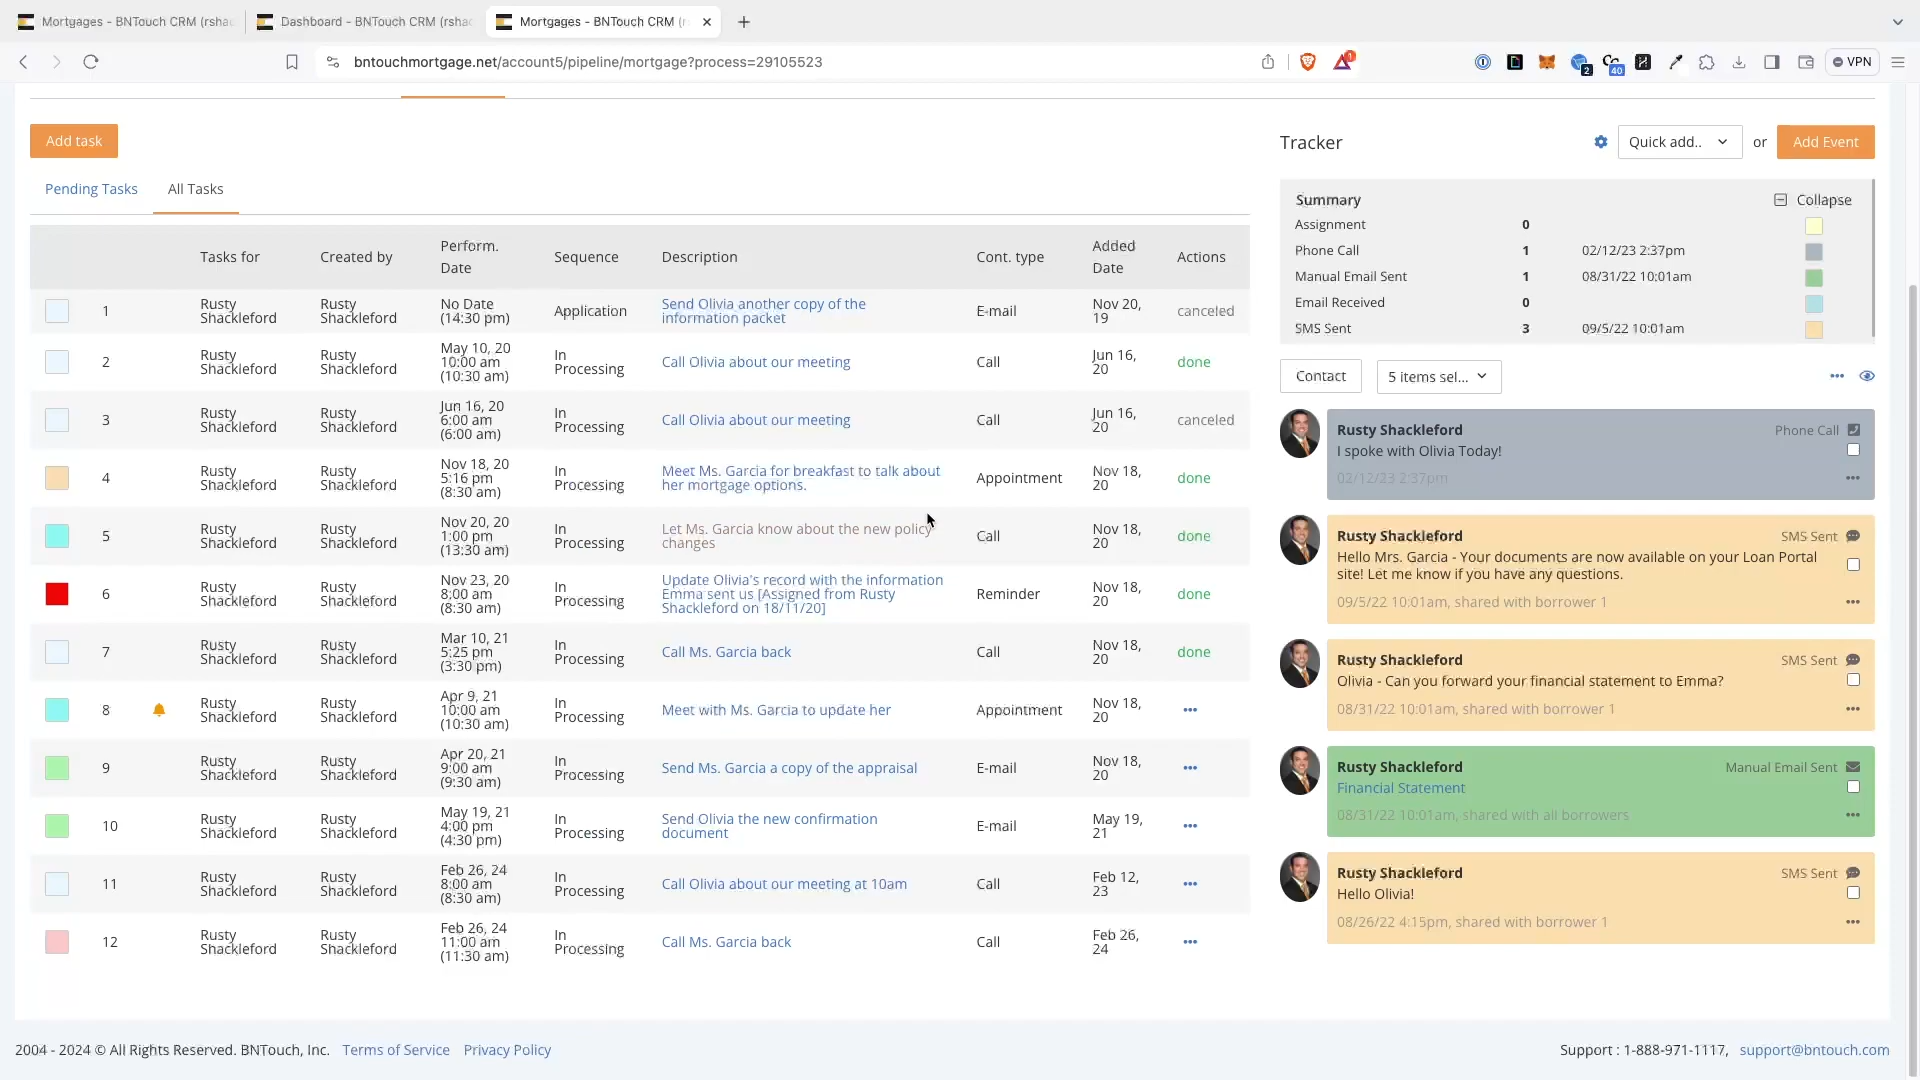 Mortgages - BNTouch CRM (rshac
Dashboard - BNTouch CRM (rshac
Mortgages - BNTouch CRM (r
bntouchmortgage.net/account5/pipeline/mortgage?process=29105523
1
2
40
VPN
Add task
Pending Tasks
All Tasks
Tasks for
Created by
Perform.
Date
Sequence
Description
Cont. type
Added
Date
Actions
1
Rusty
Shackleford
Rusty
Shackleford
No Date
(14:30 pm)
Application
Send Olivia another copy of the
information packet
E-mail
Nov 20,
19
canceled
2
Rusty
Shackleford
Rusty
Shackleford
May 10, 20
10:00 am
(10:30 am)
In
Processing
Call Olivia about our meeting
Call
Jun 16,
20
done
3
Rusty
Shackleford
Rusty
Shackleford
Jun 16, 20
6:00 am
(6:00 am)
In
Processing
Call Olivia about our meeting
Call
Jun 16,
20
canceled
4
Rusty
Shackleford
Rusty
Shackleford
Nov 18, 20
5:16 pm
(8:30 am)
In
Processing
Meet Ms. Garcia for breakfast to talk about
her mortgage options.
Appointment
Nov 18,
20
done
5
Rusty
Shackleford
Rusty
Shackleford
Nov 20, 20
1:00 pm
(13:30 am)
In
Processing
Let Ms. Garcia know about the new policy
changes
Call
Nov 18,
20
done
6
Rusty
Shackleford
Rusty
Shackleford
Nov 23, 20
8:00 am
(8:30 am)
In
Processing
Update Olivia's record with the information
Emma sent us [Assigned from Rusty
Shackleford on 18/11/20]
Reminder
Nov 18,
20
done
7
Rusty
Shackleford
Rusty
Shackleford
Mar 10, 21
5:25 pm
(3:30 pm)
In
Processing
Call Ms. Garcia back
Call
Nov 18,
20
done
8
Rusty
Shackleford
Rusty
Shackleford
Apr 9, 21
10:00 am
(10:30 am)
In
Processing
Meet with Ms. Garcia to update her
Appointment
Nov 18,
20
9
Rusty
Shackleford
Rusty
Shackleford
Apr 20, 21
9:00 am
(9:30 am)
In
Processing
Send Ms. Garcia a copy of the appraisal
E-mail
Nov 18,
20
10
Rusty
Shackleford
Rusty
Shackleford
May 19, 21
4:00 pm
(4:30 pm)
In
Processing
Send Olivia the new confirmation
document
E-mail
May 19,
21
11
Rusty
Shackleford
Rusty
Shackleford
Feb 26, 24
8:00 am
(8:30 am)
In
Processing
Call Olivia about our meeting at 10am
Call
Feb 12,
23
12
Rusty
Shackleford
Rusty
Shackleford
Feb 26, 24
11:00 am
(11:30 am)
In
Processing
Call Ms. Garcia back
Call
Feb 26,
24
Tracker
Quick add..
or
Add Event
Summary
Collapse
Assignment 0
Phone Call 1 02/12/23 2:37pm
Manual Email Sent 1 08/31/22 10:01am
Email Received 0
SMS Sent 3 09/5/22 10:01am
Contact
5 items sel...
Rusty Shackleford
Phone Call
I spoke with Olivia Today!
02/12/23 2:37pm
Rusty Shackleford
SMS Sent
Hello Mrs. Garcia - Your documents are now available on your Loan Portal
site! Let me know if you have any questions.
09/5/22 10:01am, shared with borrower 1
Rusty Shackleford
SMS Sent
Olivia - Can you forward your financial statement to Emma?
08/31/22 10:01am, shared with borrower 1
Rusty Shackleford
Manual Email Sent
Financial Statement
08/31/22 10:01am, shared with all borrowers
Rusty Shackleford
SMS Sent
Hello Olivia!
08/26/22 4:15pm, shared with borrower 1
2004 - 2024 © All Rights Reserved. BNTouch, Inc. Terms of Service Privacy Policy
Support : 1-888-971-1117, support@bntouch.com